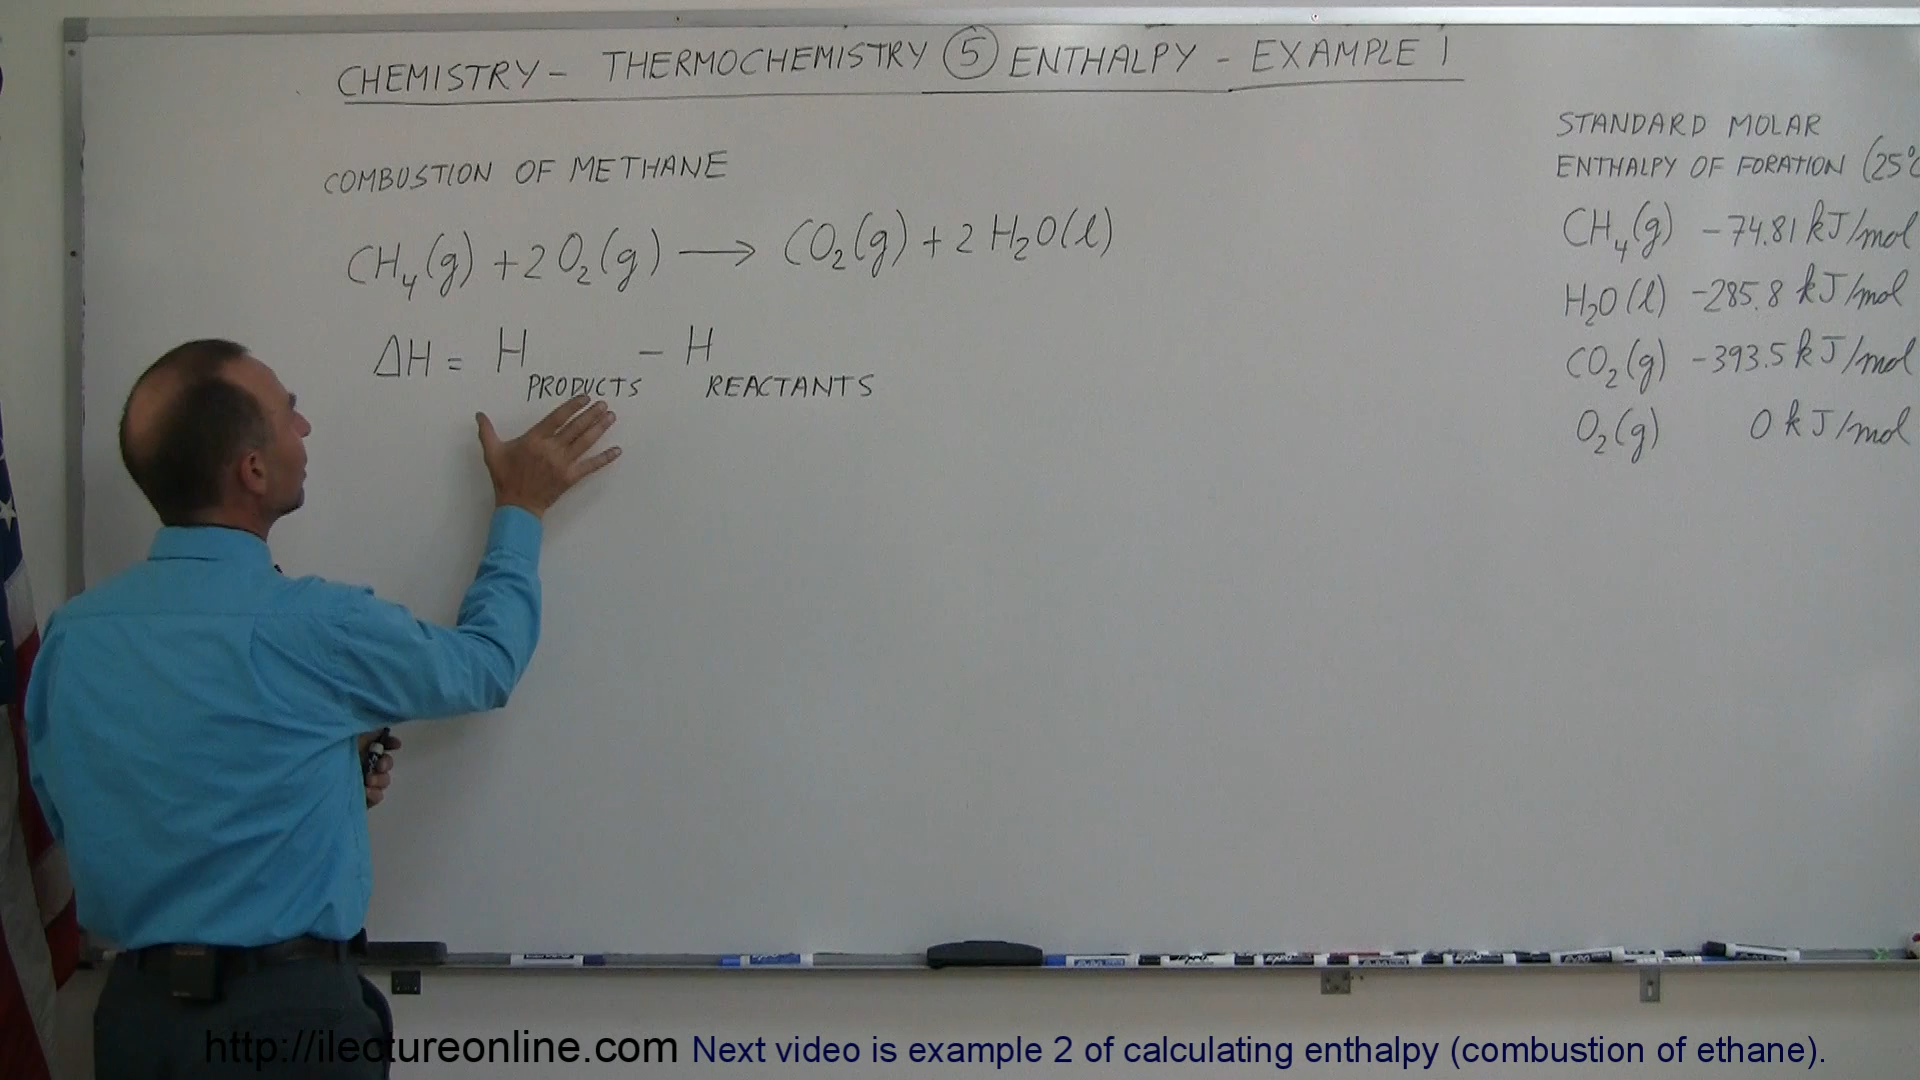 CHEMISTRY - THERMOCHEMISTRY 5 ENTHALPY - EXAMPLE 1
COMBUSTION OF METHANE
CH₄(g) + 2 O₂(g) ⟶ CO₂(g) + 2 H₂O(l)
ΔH = H PRODUCTS - H REACTANTS
STANDARD MOLAR
ENTHALPY OF FORATION (25°C
CH₄(g) -74.81 kJ/mol
H₂O(l) -285.8 kJ/mol
CO₂(g) -393.5 kJ/mol
O₂(g) 0 kJ/mol
http://ilectureonline.com Next video is example 2 of calculating enthalpy (combustion of ethane).